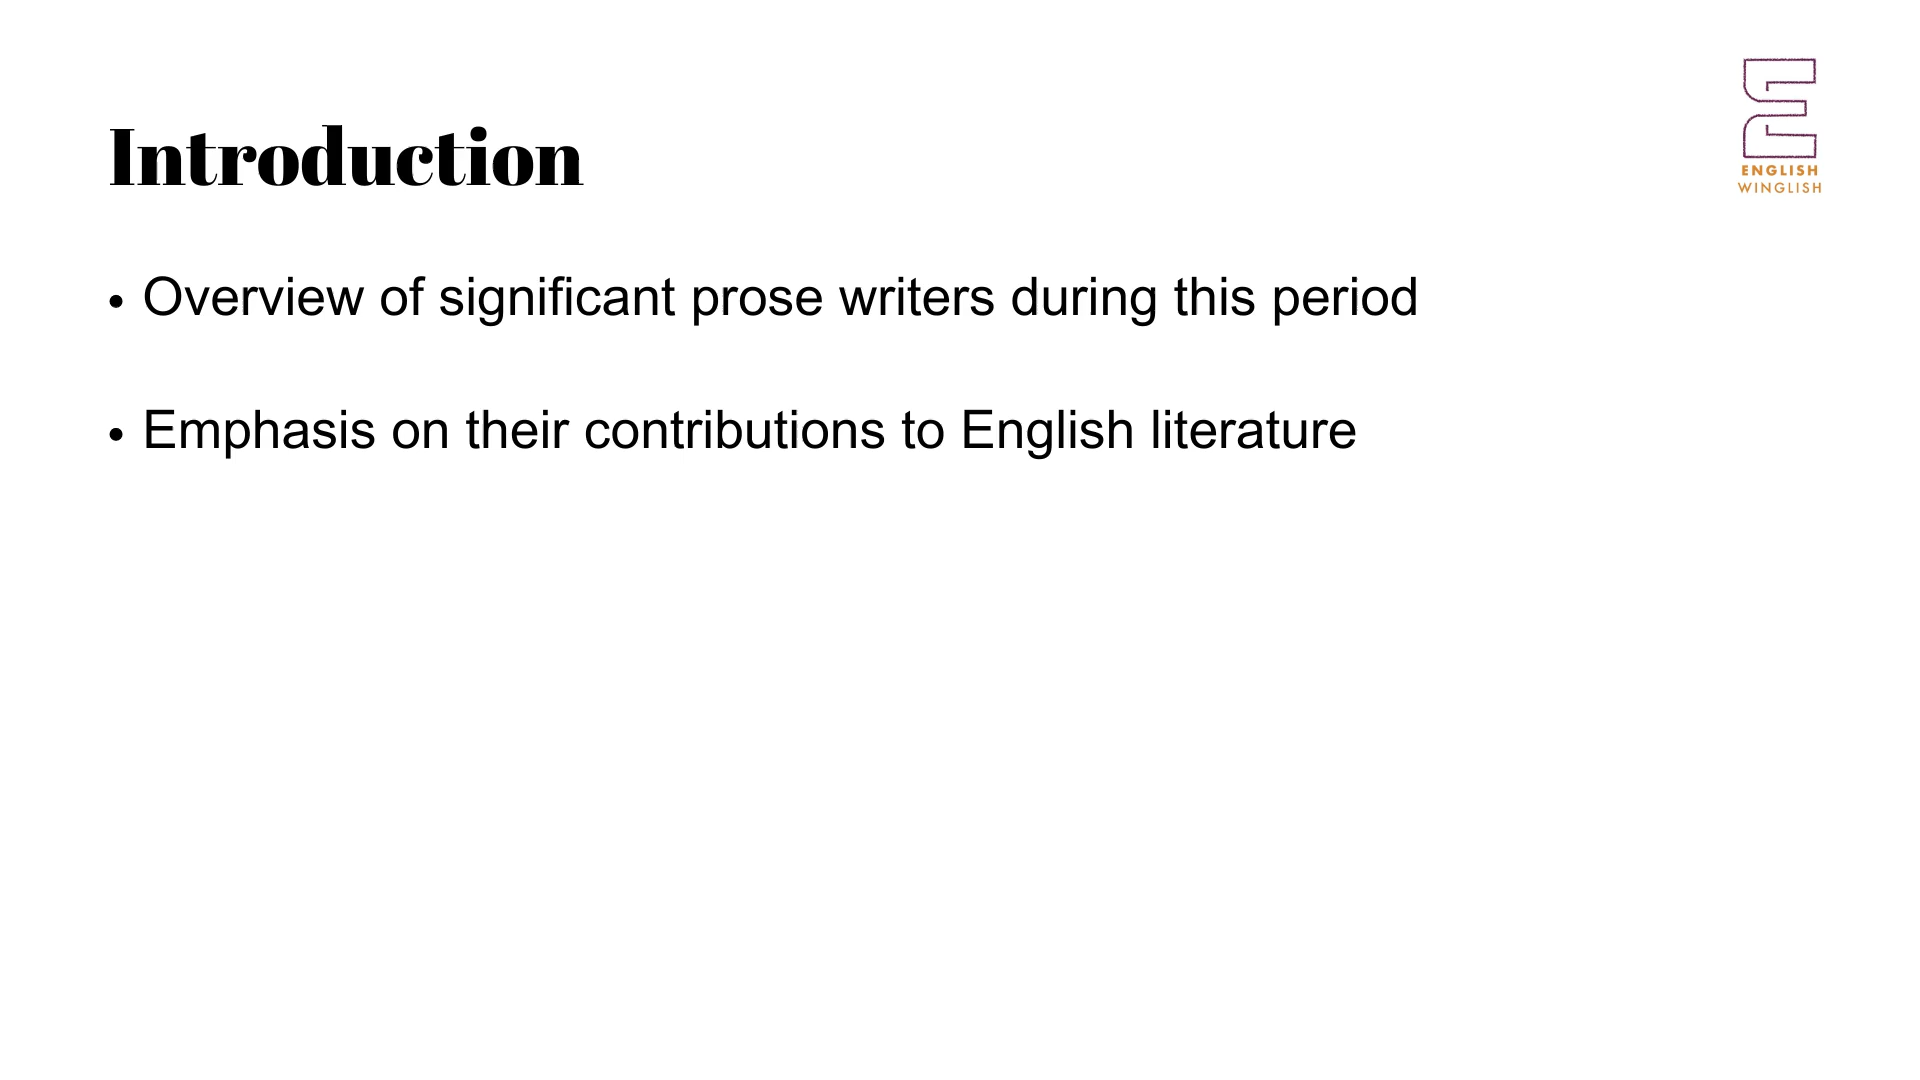 Introduction
ENGLISH
WINGLISH
• Overview of significant prose writers during this period
• Emphasis on their contributions to English literature